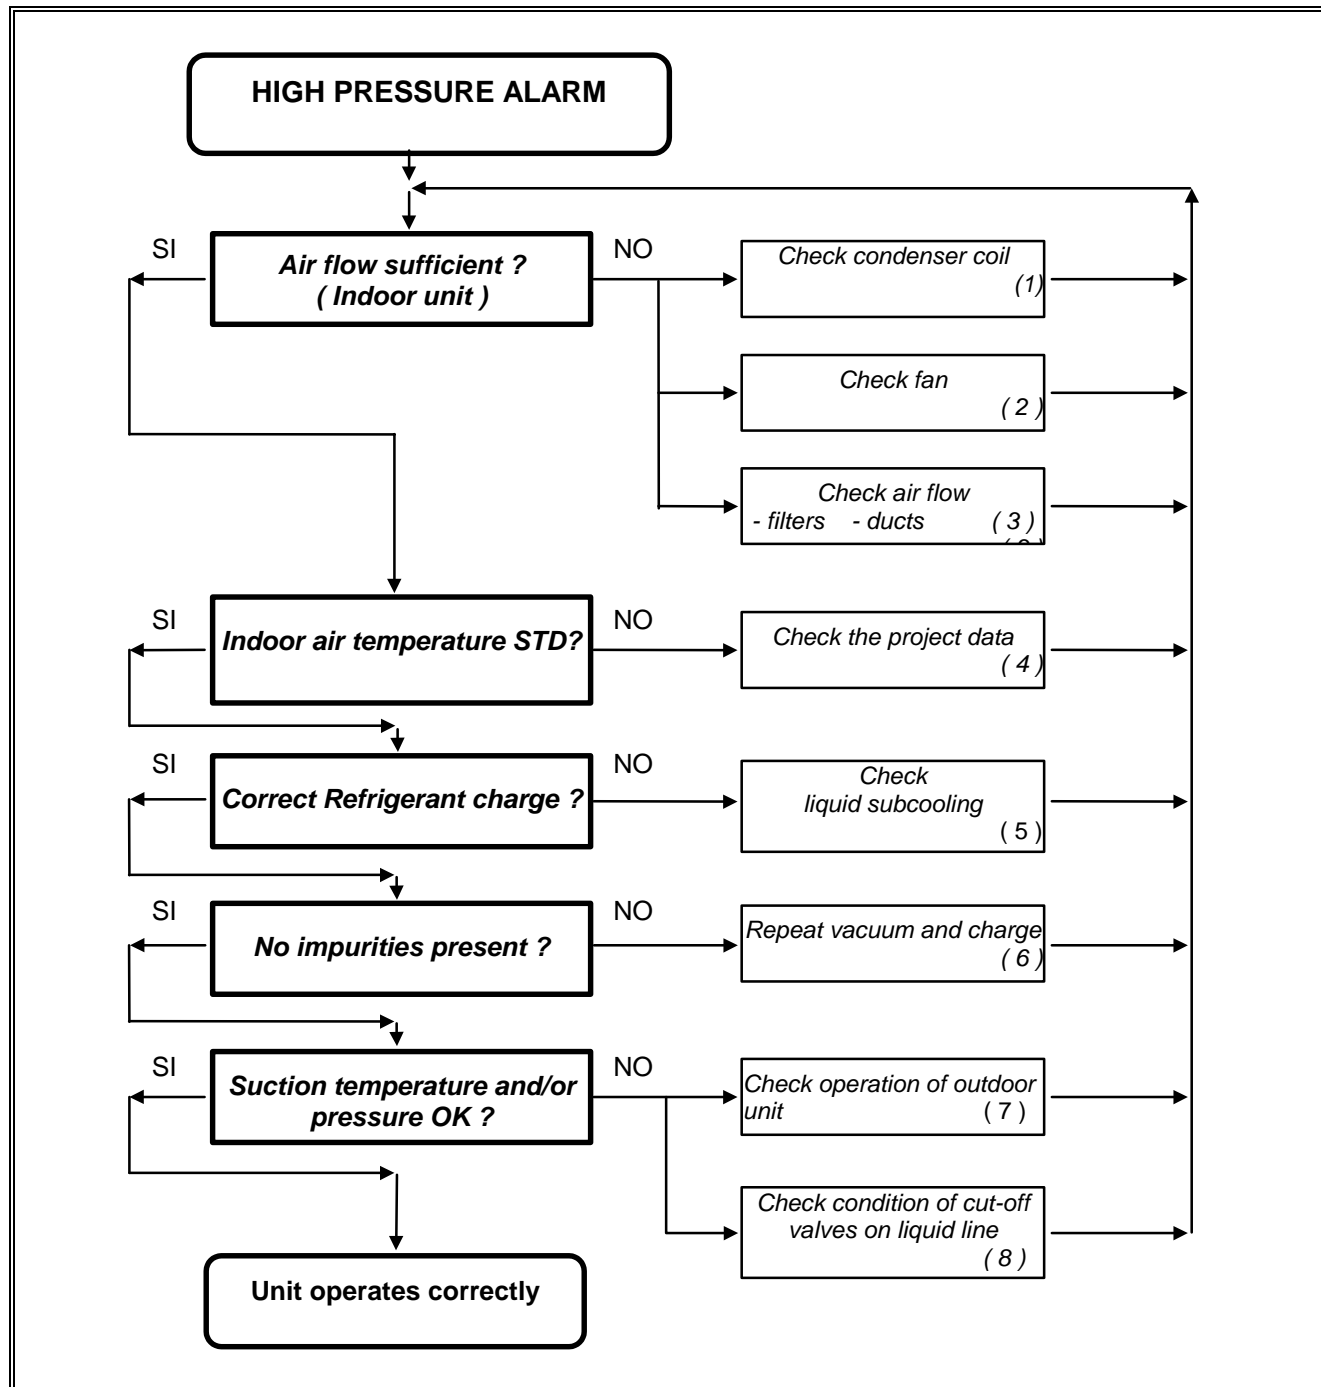 HIGH PRESSURE ALARM
SI
Air flow sufficient ?
( Indoor unit )
NO
Check condenser coil
(1)
Check fan
( 2 )
Check air flow
- filters - ducts ( 3 )
SI
Indoor air temperature STD?
NO
Check the project data
( 4 )
SI
Correct Refrigerant charge ?
NO
Check
liquid subcooling
( 5 )
SI
No impurities present ?
NO
Repeat vacuum and charge
( 6 )
SI
Suction temperature and/or
pressure OK ?
NO
Check operation of outdoor
unit ( 7 )
Check condition of cut-off
valves on liquid line
( 8 )
Unit operates correctly